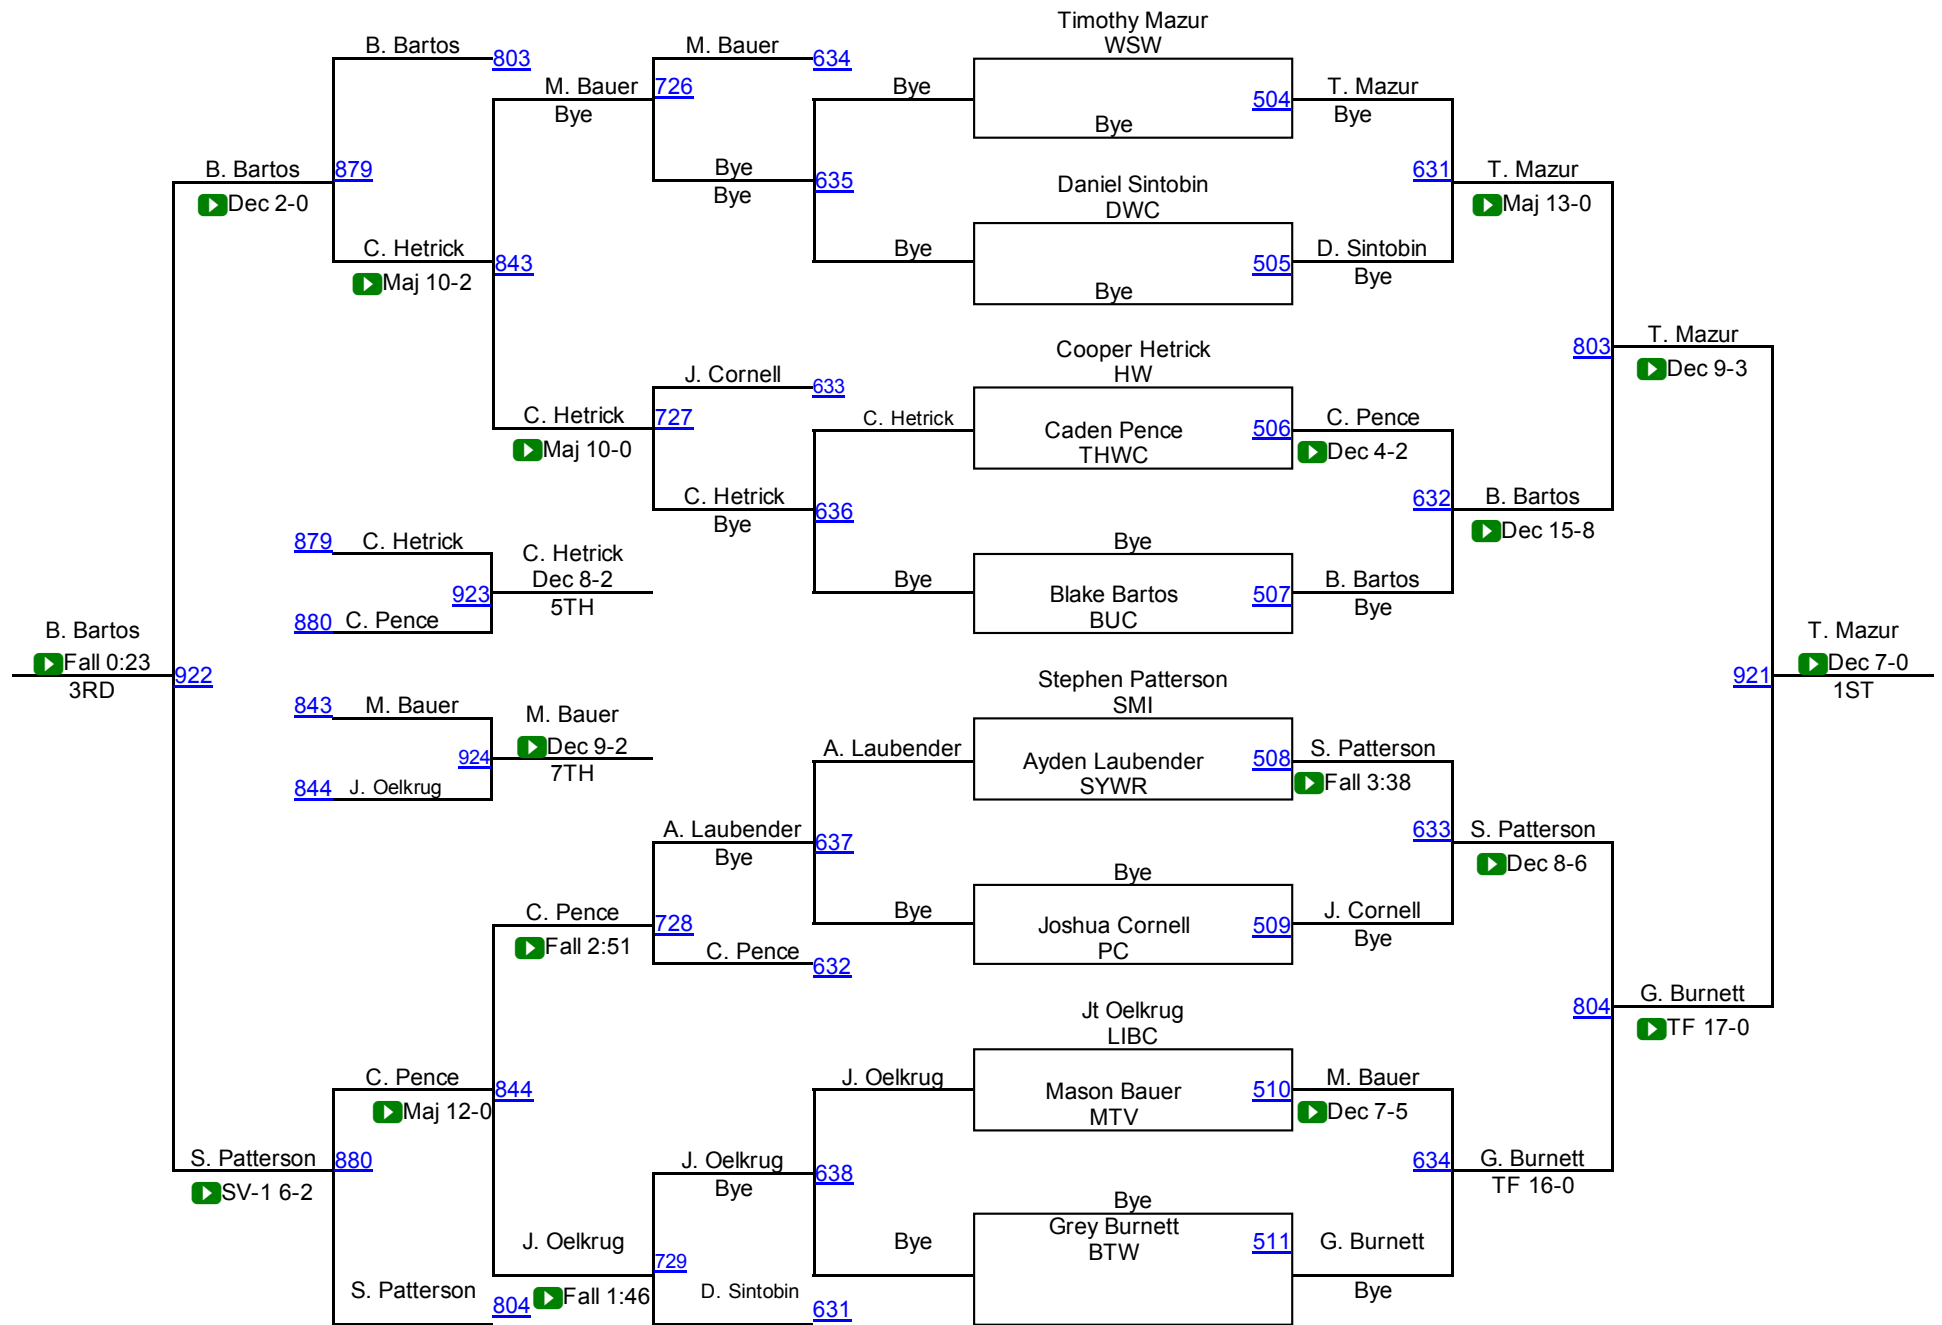 Timothy Mazur
WSW
B. Bartos
803
M. Bauer
634
M. Bauer
726
Bye
Bye
504
T. Mazur
Bye
Bye
B. Bartos
879
Dec 2-0
Bye
Bye
635
Daniel Sintobin
DWC
631
T. Mazur
Maj 13-0
C. Hetrick
843
Maj 10-2
Bye
505
D. Sintobin
Bye
Bye
Cooper Hetrick
HW
803
T. Mazur
Dec 9-3
J. Cornell
633
C. Hetrick
727
Maj 10-0
C. Hetrick
Caden Pence
THWC
506
C. Pence
Dec 4-2
C. Hetrick
636
Bye
632
B. Bartos
Dec 15-8
879
C. Hetrick
923
C. Hetrick
Dec 8-2
5TH
880
C. Pence
Bye
Bye
Blake Bartos
BUC
507
B. Bartos
Bye
B. Bartos
Fall 0:23
3RD
922
T. Mazur
921
Dec 7-0
1ST
843
M. Bauer
924
M. Bauer
Dec 9-2
7TH
844
J. Oelkrug
Stephen Patterson
SMI
A. Laubender
Ayden Laubender
SYWR
508
S. Patterson
Fall 3:38
A. Laubender
637
Bye
633
S. Patterson
Dec 8-6
Bye
C. Pence
728
Fall 2:51
Bye
Joshua Cornell
PC
509
J. Cornell
Bye
C. Pence
632
804
G. Burnett
TF 17-0
Jt Oelkrug
LIBC
C. Pence
844
Maj 12-0
J. Oelkrug
Mason Bauer
MTV
510
M. Bauer
Dec 7-5
S. Patterson
880
SV-1 6-2
J. Oelkrug
638
Bye
634
G. Burnett
TF 16-0
Bye
J. Oelkrug
729
Fall 1:46
Bye
Grey Burnett
BTW
511
G. Burnett
Bye
S. Patterson
804
D. Sintobin
631